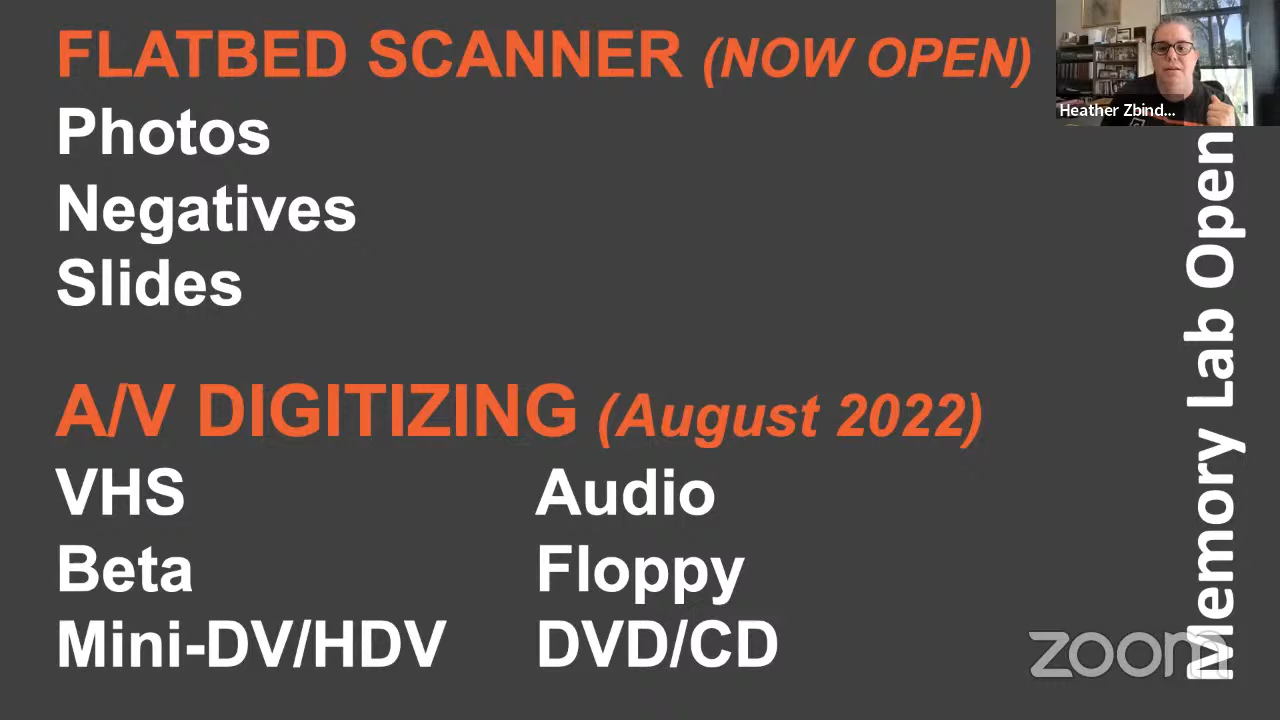 FLATBED SCANNER (NOW OPEN)
Photos
Negatives
Slides
A/V DIGITIZING (August 2022)
VHS
Beta
Mini-DV/HDV
Audio
Floppy
DVD/CD
Memory Lab Open
Heather Zbind...
zoom